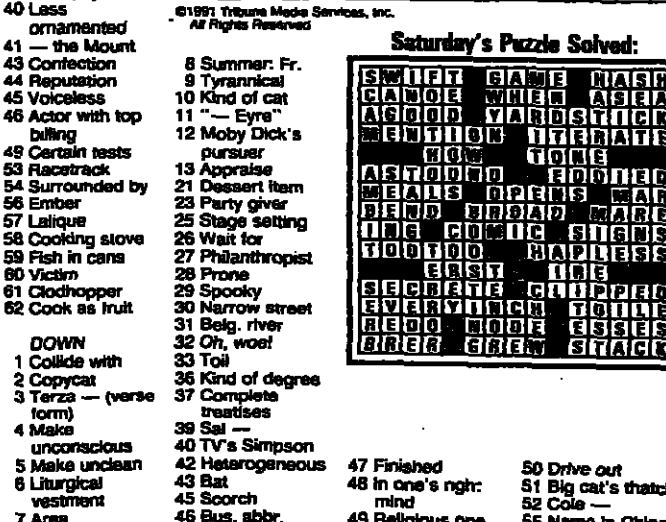 40 Less
ornamented
41 — the Mount
43 Confection
44 Reputation
45 Voiceless
46 Actor with top
billing
49 Certain tests
53 Racetrack
54 Surrounded by
56 Ember
57 Lalique
58 Cooking stove
59 Fish in cans
60 Victim
61 Clodhopper
62 Cook as fruit
DOWN
1 Collide with
2 Copycat
3 Terza — (verse
form)
4 Make
unconscious
5 Make unclean
6 Liturgical
vestment
7 Area
©1991 Tribune Media Services, Inc.
All Rights Reserved
8 Summer: Fr.
9 Tyrannical
10 Kind of cat
11 "— Eyre"
12 Moby Dick's
pursuer
13 Appraise
21 Dessert item
23 Party giver
25 Stage setting
26 Wait for
27 Philanthropist
28 Prone
29 Spooky
30 Narrow street
31 Belg. river
32 Oh, woe!
33 Toil
36 Kind of degree
37 Complete
treatises
39 Sal —
40 TV's Simpson
42 Heterogeneous
43 Bat
45 Scorch
46 Bus. abbr.
Saturday's Puzzle Solved:
SWIFT GAME HASH
CANOE WHEN ASEA
AGOOD YARDSTICK
MENTION ITERATE
HOW TONE
ASTOUND EDDIED
MEALS OPENS MAR
BEND BROAD MARE
ING COMIC SIGNS
TOOTOO HAPLESS
ERST IRE
SECRETE CLIPPED
EVERYINCH TOILE
REDO NODE ESSES
BRER GREW STACK
47 Finished
48 In one's right
mind
49 Religious one
50 Drive out
51 Big cat's thatch
52 Cole —
55 in